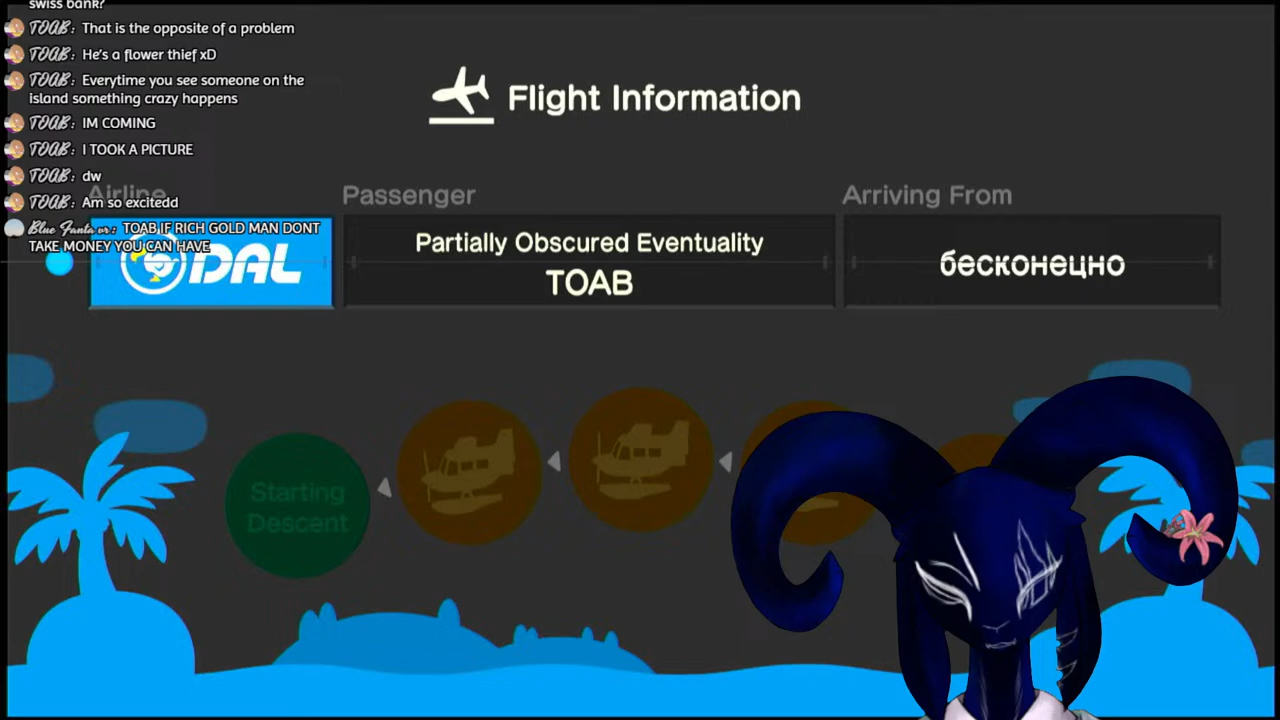 swiss bank?
TOAB: That is the opposite of a problem
TOAB: He's a flower thief xD
TOAB: Everytime you see someone on the
island something crazy happens
TOAB: IM COMING
TOAB: I TOOK A PICTURE
TOAB: dw
TOAB: Am so excitedd
Blue Fanta vr: TOAB IF RICH GOLD MAN DONT
TAKE MONEY YOU CAN HAVE
Flight Information
Airline
Passenger
Arriving From
DAL
Partially Obscured Eventuality
TOAB
бесконецно
Starting
Descent